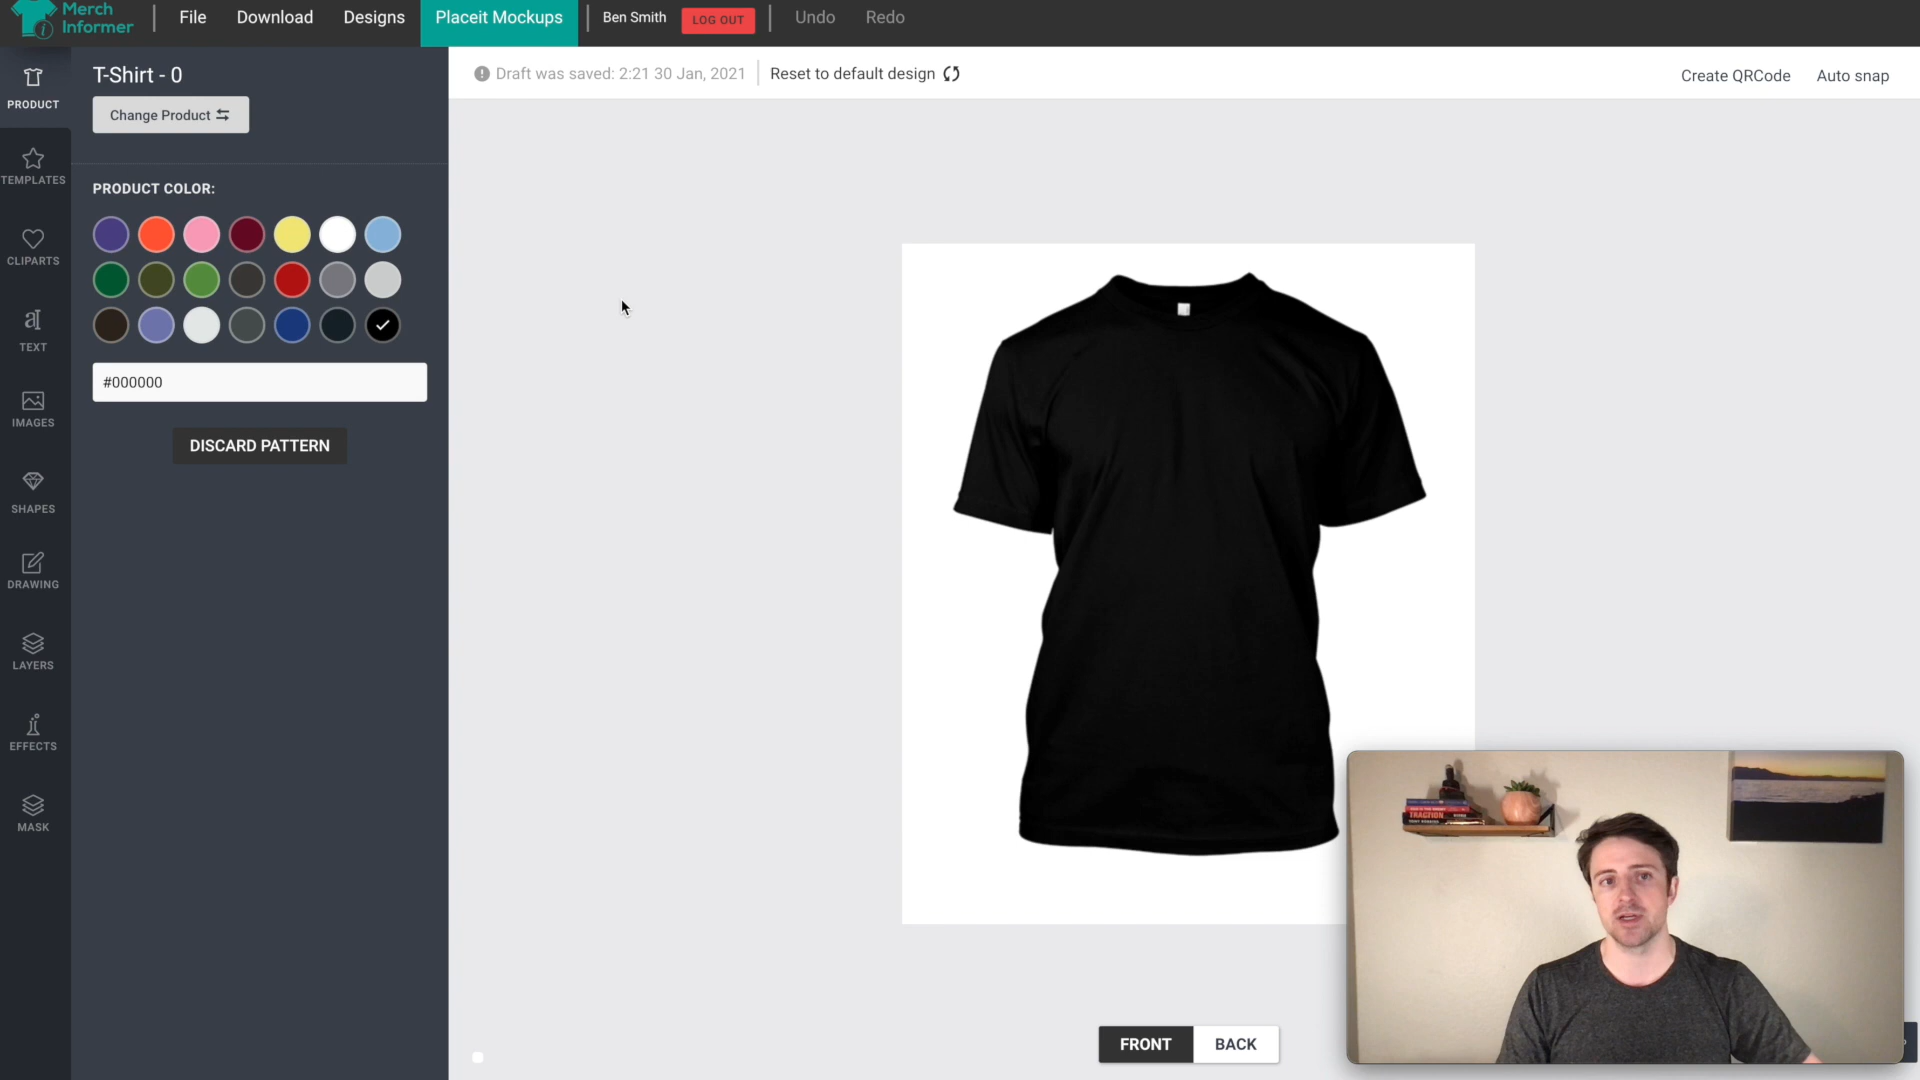 Merch
Informer
File
Download
Designs
Placeit Mockups
Ben Smith
LOG OUT
Undo
Redo
PRODUCT
TEMPLATES
CLIPARTS
TEXT
IMAGES
SHAPES
DRAWING
LAYERS
EFFECTS
MASK
T-Shirt - 0
Change Product
PRODUCT COLOR:
#000000
DISCARD PATTERN
Draft was saved: 2:21 30 Jan, 2021
Reset to default design
Create QRCode
Auto snap
TRACTION
FRONT
BACK